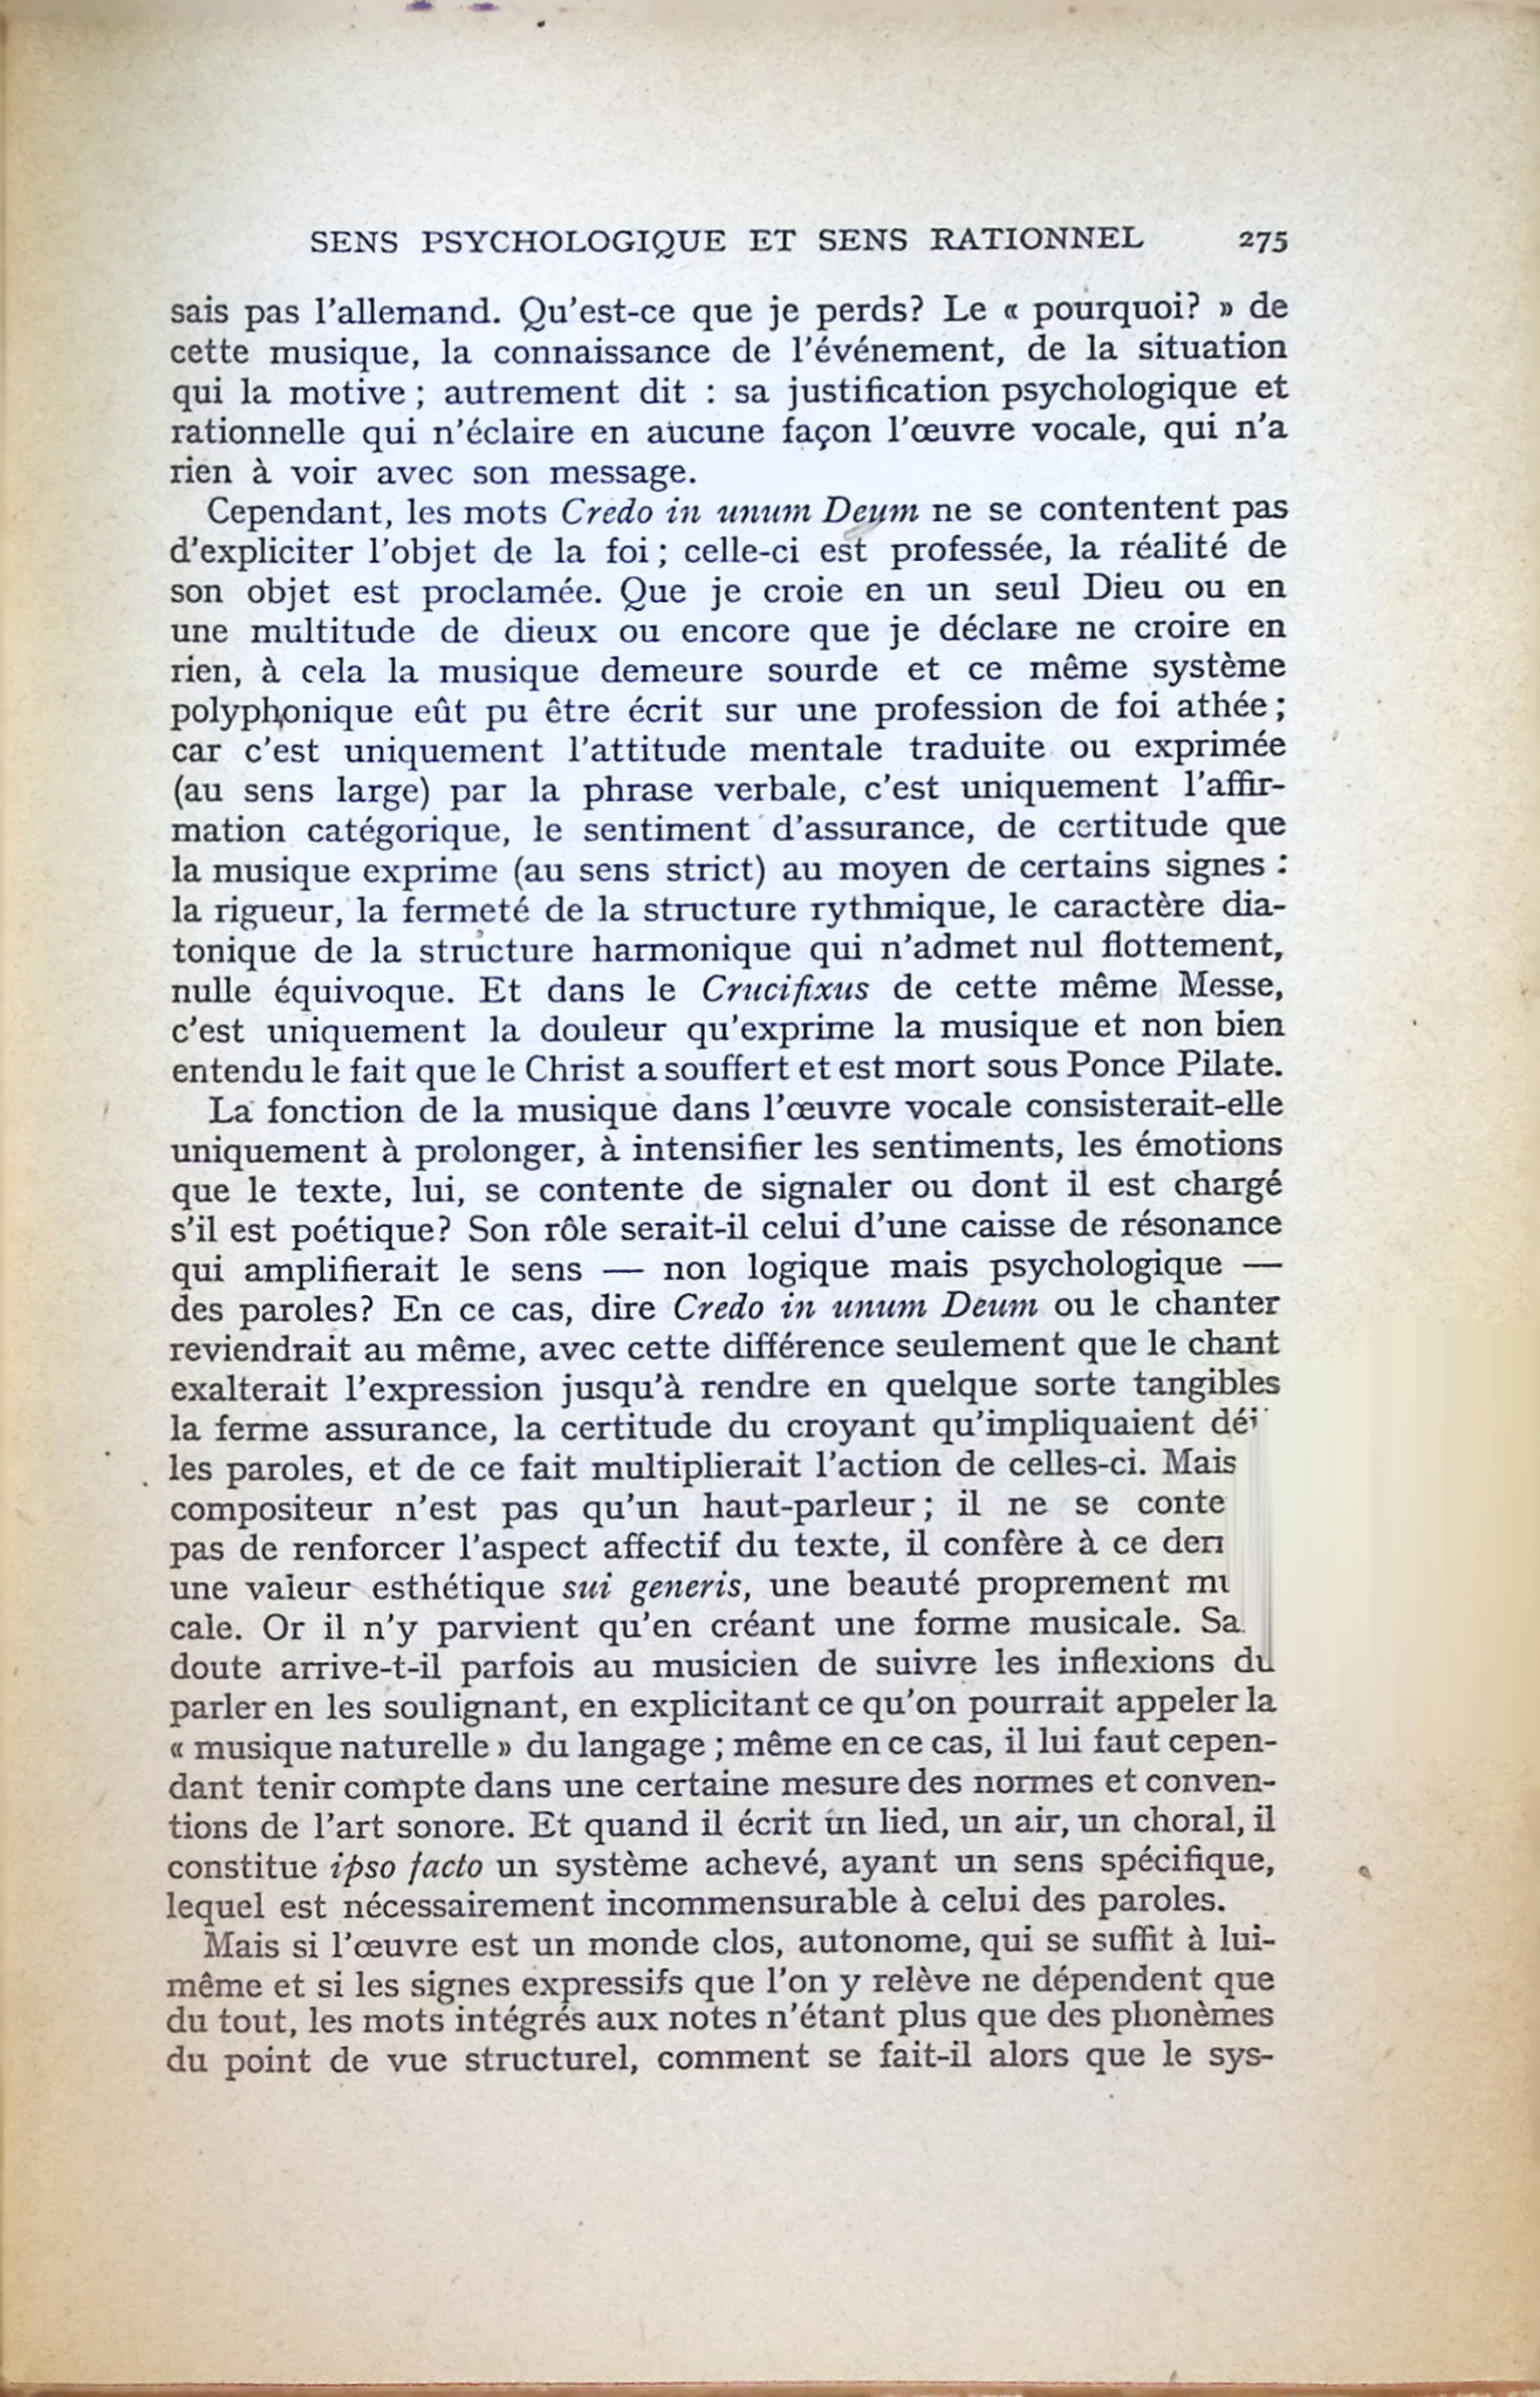 SENS PSYCHOLOGIQUE ET SENS RATIONNEL 275
sais pas l'allemand. Qu'est-ce que je perds? Le « pourquoi? » de
cette musique, la connaissance de l'événement, de la situation
qui la motive ; autrement dit : sa justification psychologique et
rationnelle qui n'éclaire en aucune façon l'œuvre vocale, qui n'a
rien à voir avec son message.
Cependant, les mots Credo in unum Deum ne se contentent pas
d'expliciter l'objet de la foi ; celle-ci est professée, la réalité de
son objet est proclamée. Que je croie en un seul Dieu ou en
une multitude de dieux ou encore que je déclare ne croire en
rien, à cela la musique demeure sourde et ce même système
polyphonique eût pu être écrit sur une profession de foi athée ;
car c'est uniquement l'attitude mentale traduite ou exprimée
(au sens large) par la phrase verbale, c'est uniquement l'affir-
mation catégorique, le sentiment d'assurance, de certitude que
la musique exprime (au sens strict) au moyen de certains signes :
la rigueur, la fermeté de la structure rythmique, le caractère dia-
tonique de la structure harmonique qui n'admet nul flottement,
nulle équivoque. Et dans le Crucifixus de cette même Messe,
c'est uniquement la douleur qu'exprime la musique et non bien
entendu le fait que le Christ a souffert et est mort sous Ponce Pilate.
La fonction de la musique dans l'œuvre vocale consisterait-elle
uniquement à prolonger, à intensifier les sentiments, les émotions
que le texte, lui, se contente de signaler ou dont il est chargé
s'il est poétique? Son rôle serait-il celui d'une caisse de résonance
qui amplifierait le sens — non logique mais psychologique —
des paroles? En ce cas, dire Credo in unum Deum ou le chanter
reviendrait au même, avec cette différence seulement que le chant
exalterait l'expression jusqu'à rendre en quelque sorte tangibles
la ferme assurance, la certitude du croyant qu'impliquaient
les paroles, et de ce fait multiplierait l'action de celles-ci. Mais
compositeur n'est pas qu'un haut-parleur ; il ne se conte
pas de renforcer l'aspect affectif du texte, il confère à ce
une valeur esthétique sui generis, une beauté proprement
cale. Or il n'y parvient qu'en créant une forme musicale. Sa
doute arrive-t-il parfois au musicien de suivre les inflexions du
parler en les soulignant, en explicitant ce qu'on pourrait appeler la
« musique naturelle » du langage ; même en ce cas, il lui faut cepen-
dant tenir compte dans une certaine mesure des normes et conven-
tions de l'art sonore. Et quand il écrit un lied, un air, un choral, il
constitue ipso facto un système achevé, ayant un sens spécifique,
lequel est nécessairement incommensurable à celui des paroles.
Mais si l'œuvre est un monde clos, autonome, qui se suffit à lui-
même et si les signes expressifs que l'on y relève ne dépendent que
du tout, les mots intégrés aux notes n'étant plus que des phonèmes
du point de vue structurel, comment se fait-il alors que le sys-